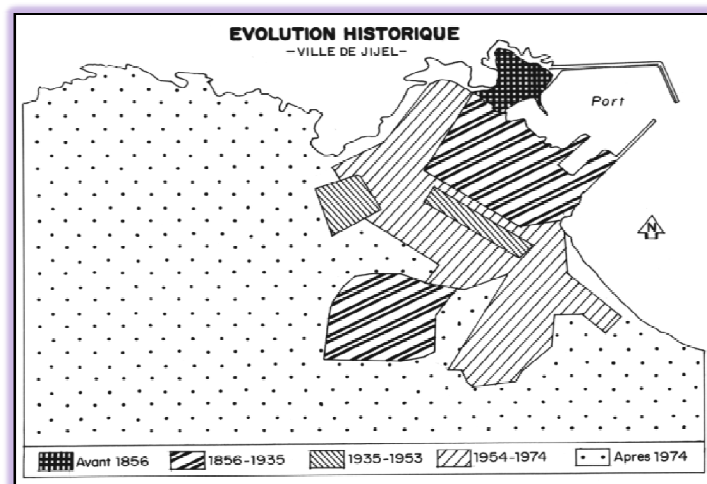 EVOLUTION HISTORIQUE
-VILLE DE JIJEL-
Port
N
Avant 1856 1856-1935 1935-1953 1954-1974 Apres 1974